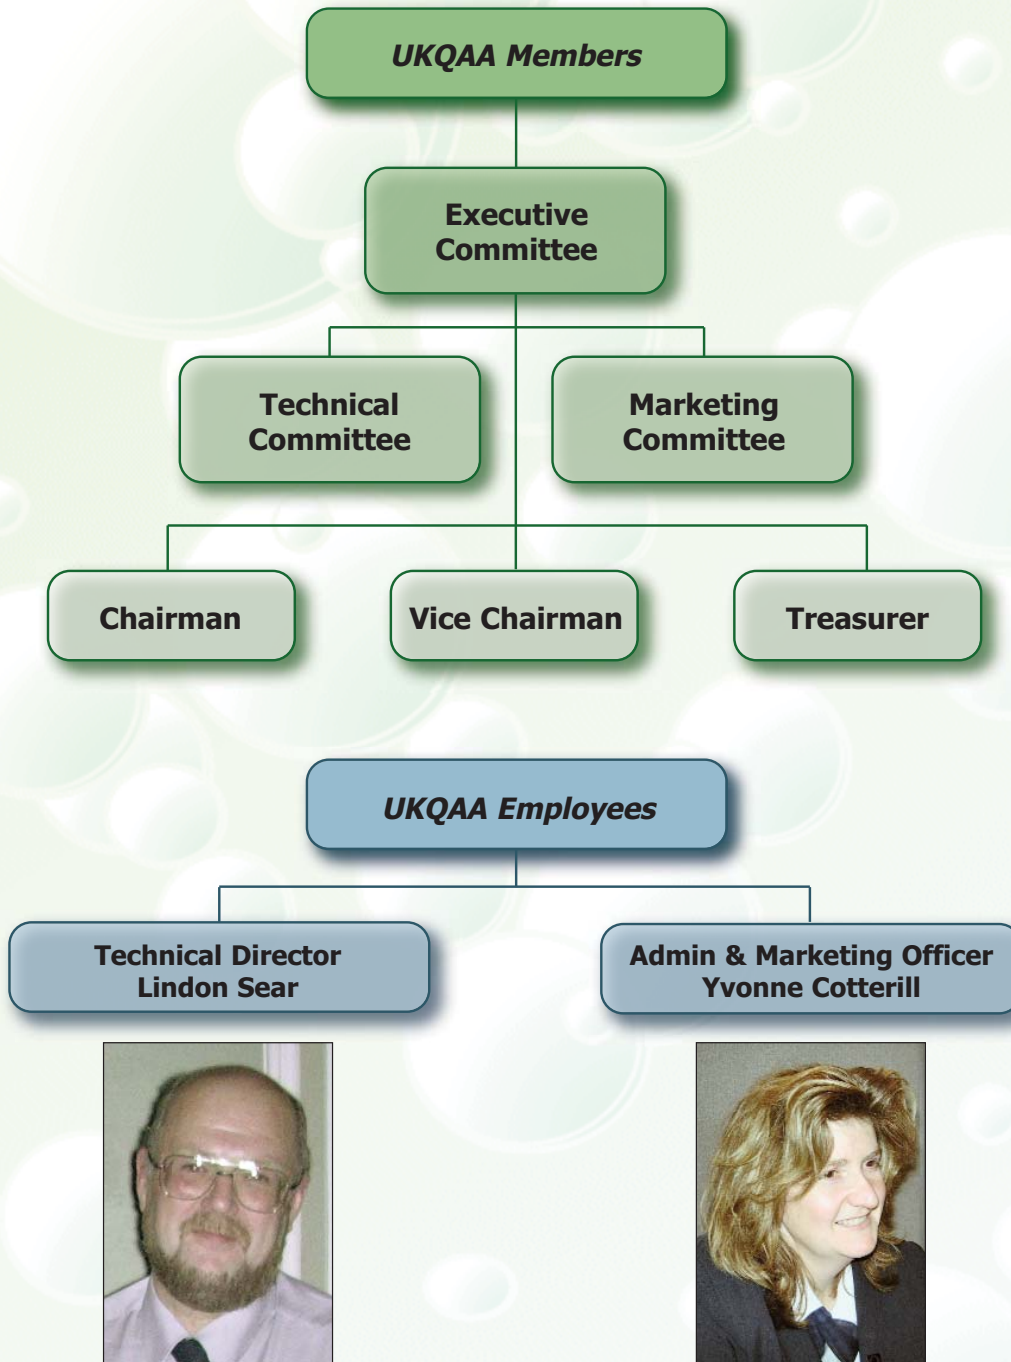 UKQAA Members
Executive
Committee
Technical
Committee
Marketing
Committee
Chairman
Vice Chairman
Treasurer
UKQAA Employees
Technical Director
Lindon Sear
Admin & Marketing Officer
Yvonne Cotterill